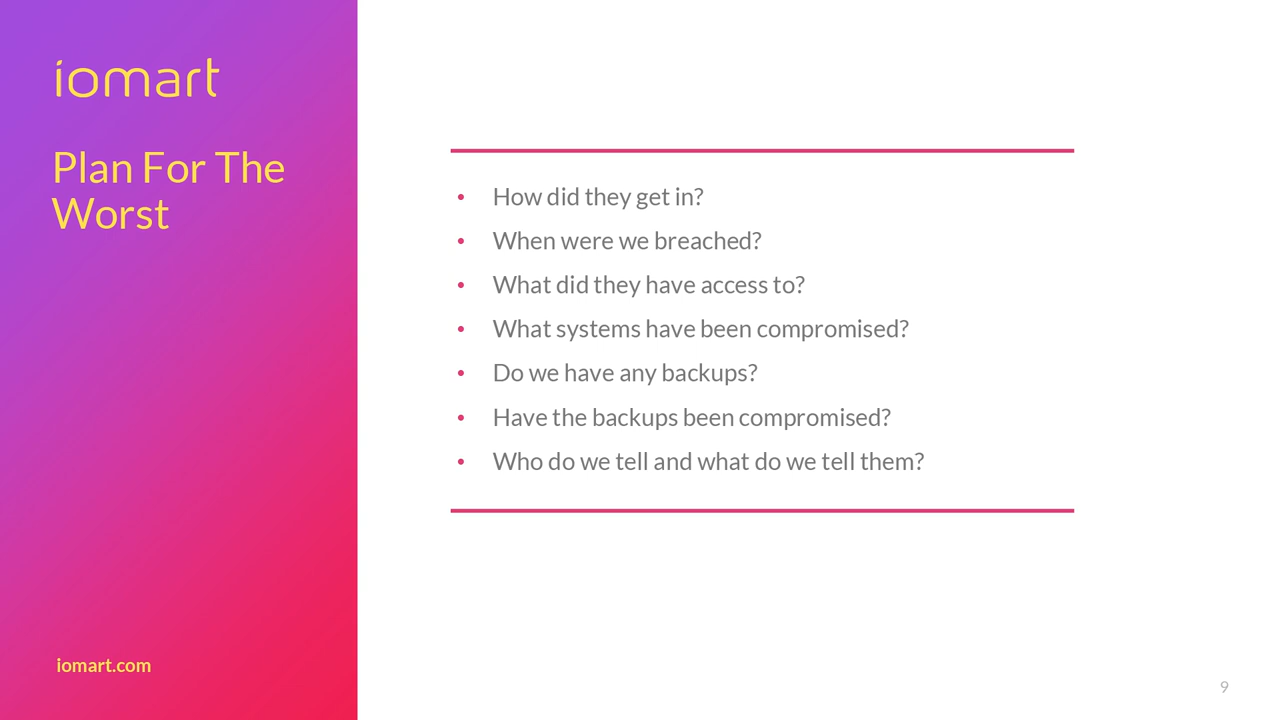 iomart
Plan For The
Worst
• How did they get in?
• When were we breached?
• What did they have access to?
• What systems have been compromised?
• Do we have any backups?
• Have the backups been compromised?
• Who do we tell and what do we tell them?
iomart.com
9